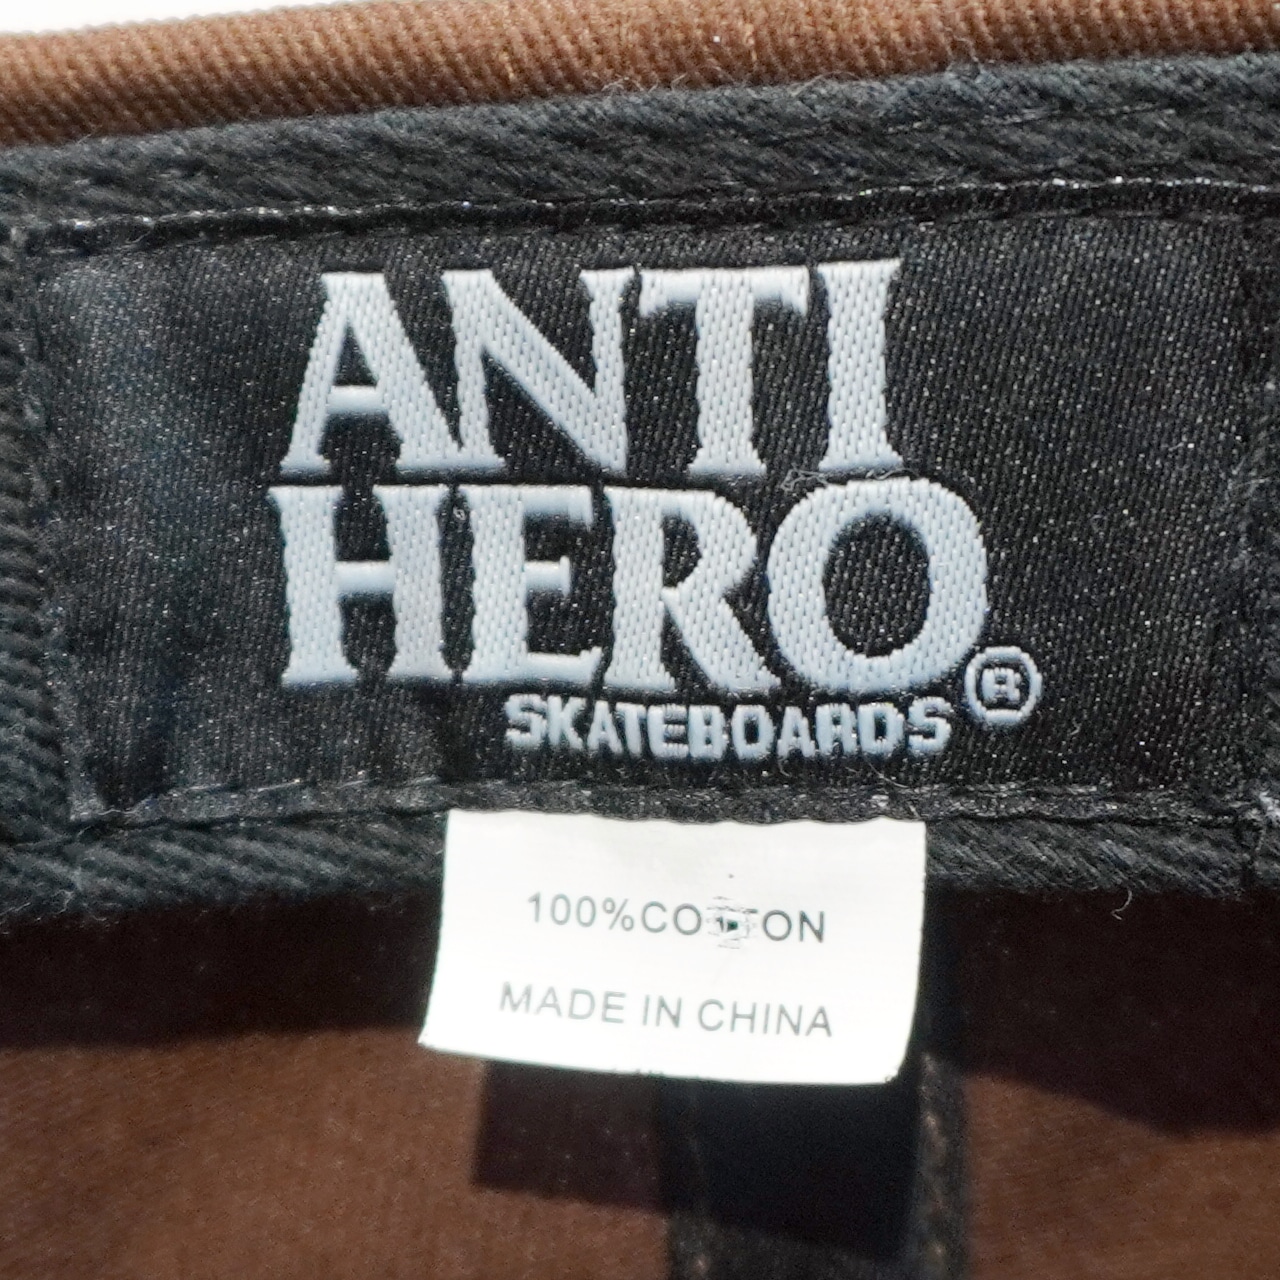 ANTI
HERO
SKATEBOARDS ®
100%COTTON
MADE IN CHINA